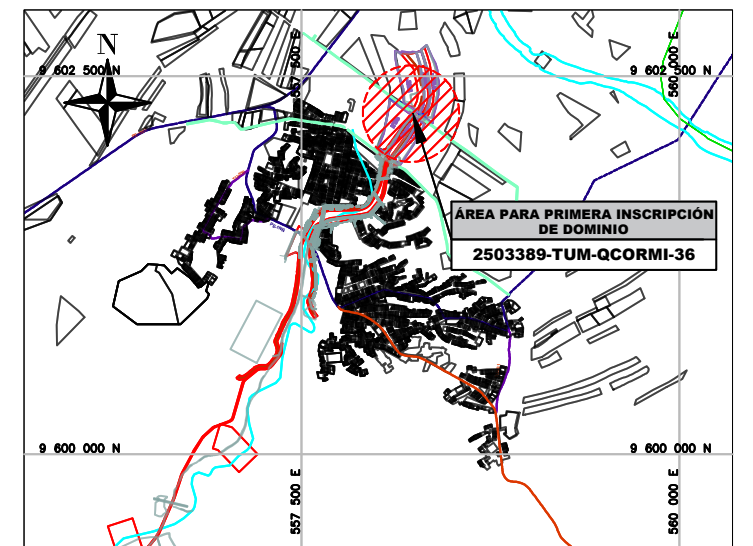 N
9 602 500 N
557 500 E
9 602 500 N
560 000 E
ÁREA PARA PRIMERA INSCRIPCIÓN
DE DOMINIO
2503389-TUM-QCORMI-36
9 600 000 N
557 500 E
9 600 000 N
560 000 E